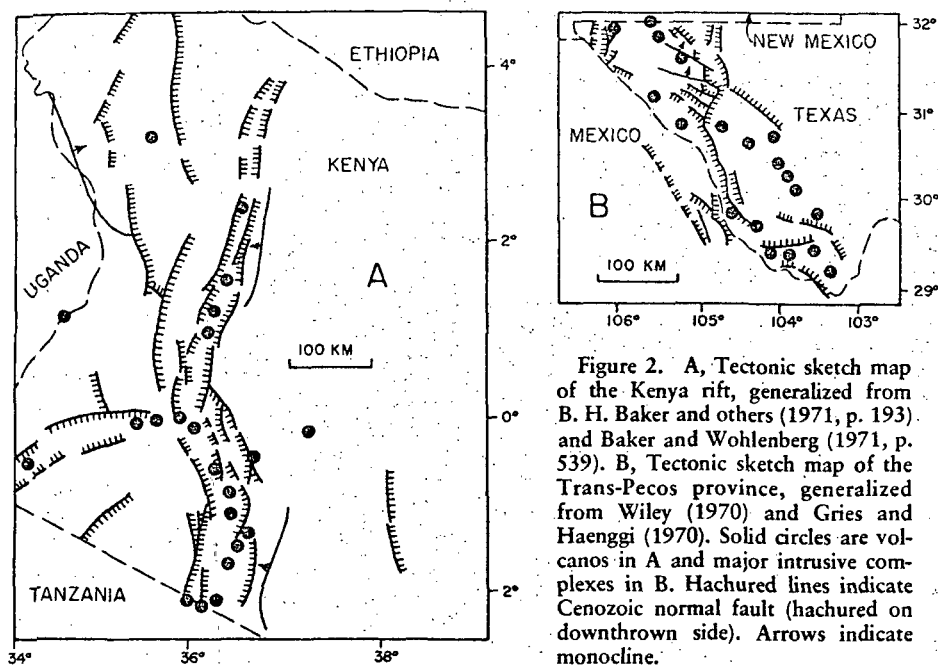 ETHIOPIA
4°
KENYA
2°
UGANDA
A
100 KM
0°
TANZANIA
2°
34°
36°
38°
32°
NEW MEXICO
TEXAS
31°
MEXICO
B
30°
100 KM
29°
106°
105°
104°
103°
Figure 2. A, Tectonic sketch map
of the Kenya rift, generalized from
B. H. Baker and others (1971, p. 193)
and Baker and Wohlenberg (1971, p.
539). B, Tectonic sketch map of the
Trans-Pecos province, generalized
from Wiley (1970) and Gries and
Haenggi (1970). Solid circles are vol-
canos in A and major intrusive com-
plexes in B. Hachured lines indicate
Cenozoic normal fault (hachured on
downthrown side). Arrows indicate
monocline.